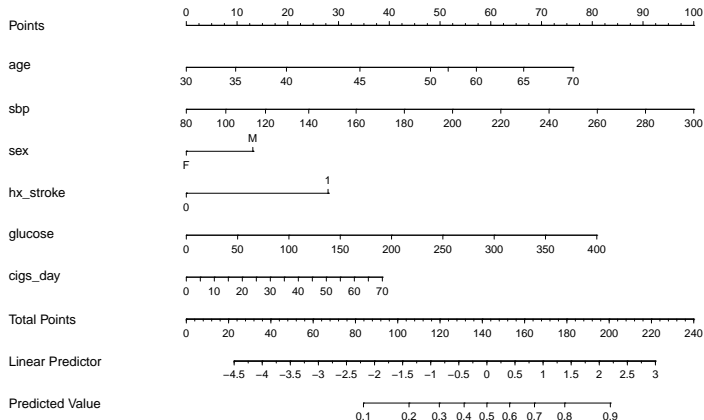 0 10 20 30 40 50 60 70 80 90 100
Points
age
30 35 40 45 50 60 65 70
sbp
80 100 120 140 160 180 200 220 240 260 280 300
M
sex
F
1
hx_stroke
0
glucose
0 50 100 150 200 250 300 350 400
cigs_day
0 10 20 30 40 50 60 70
Total Points
0 20 40 60 80 100 120 140 160 180 200 220 240
Linear Predictor
−4.5 −4 −3.5 −3 −2.5 −2 −1.5 −1 −0.5 0 0.5 1 1.5 2 2.5 3
Predicted Value
0.1 0.2 0.3 0.4 0.5 0.6 0.7 0.8 0.9